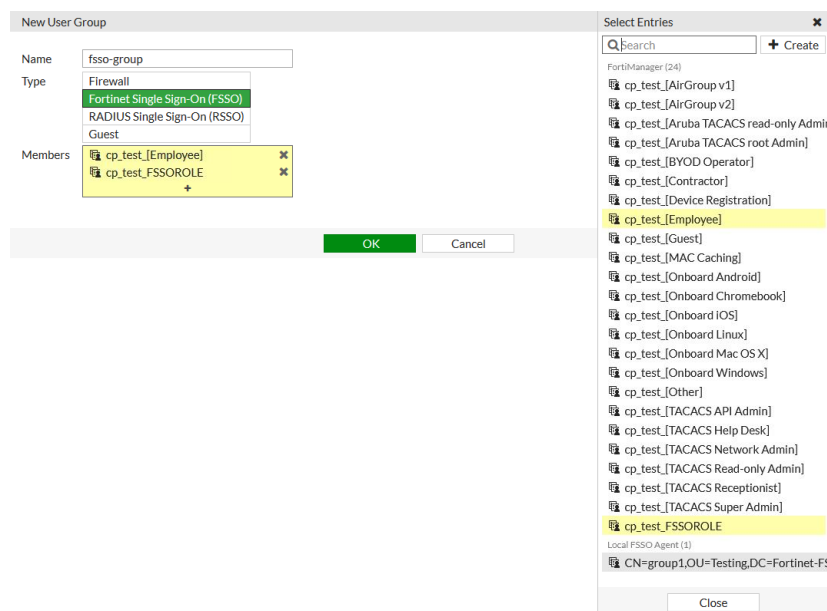 New User Group
Name fsso-group
Type Firewall
Fortinet Single Sign-On (FSSO)
RADIUS Single Sign-On (RSSO)
Guest
Members cp_test_[Employee]
cp_test_FSSOROLE
+
OK Cancel
Select Entries
Search + Create
FortiManager (24)
cp_test_[AirGroup v1]
cp_test_[AirGroup v2]
cp_test_[Aruba TACACS read-only Admin
cp_test_[Aruba TACACS root Admin]
cp_test_[BYOD Operator]
cp_test_[Contractor]
cp_test_[Device Registration]
cp_test_[Employee]
cp_test_[Guest]
cp_test_[MAC Caching]
cp_test_[Onboard Android]
cp_test_[Onboard Chromebook]
cp_test_[Onboard iOS]
cp_test_[Onboard Linux]
cp_test_[Onboard Mac OS X]
cp_test_[Onboard Windows]
cp_test_[Other]
cp_test_[TACACS API Admin]
cp_test_[TACACS Help Desk]
cp_test_[TACACS Network Admin]
cp_test_[TACACS Read-only Admin]
cp_test_[TACACS Receptionist]
cp_test_[TACACS Super Admin]
cp_test_FSSOROLE
Local FSSO Agent (1)
CN=group1,OU=Testing,DC=Fortinet-FS
Close